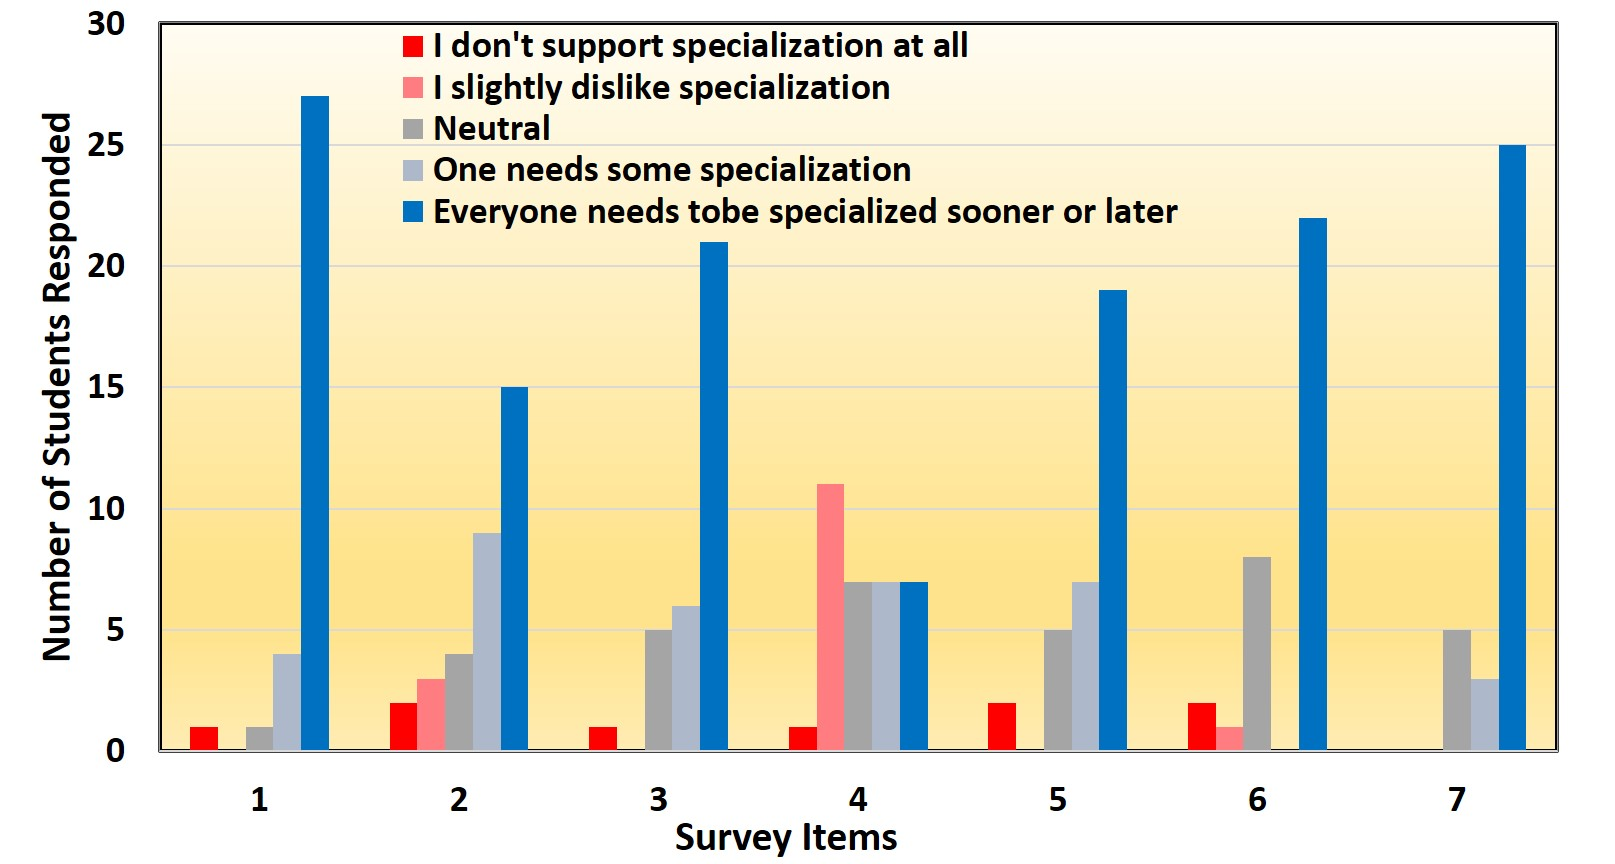 30
I don't support specialization at all
I slightly dislike specialization
Neutral
25
One needs some specialization
Everyone needs tobe specialized sooner or later
20
15
10
5
0
Number of Students Responded
1 2 3 4 5 6 7
Survey Items